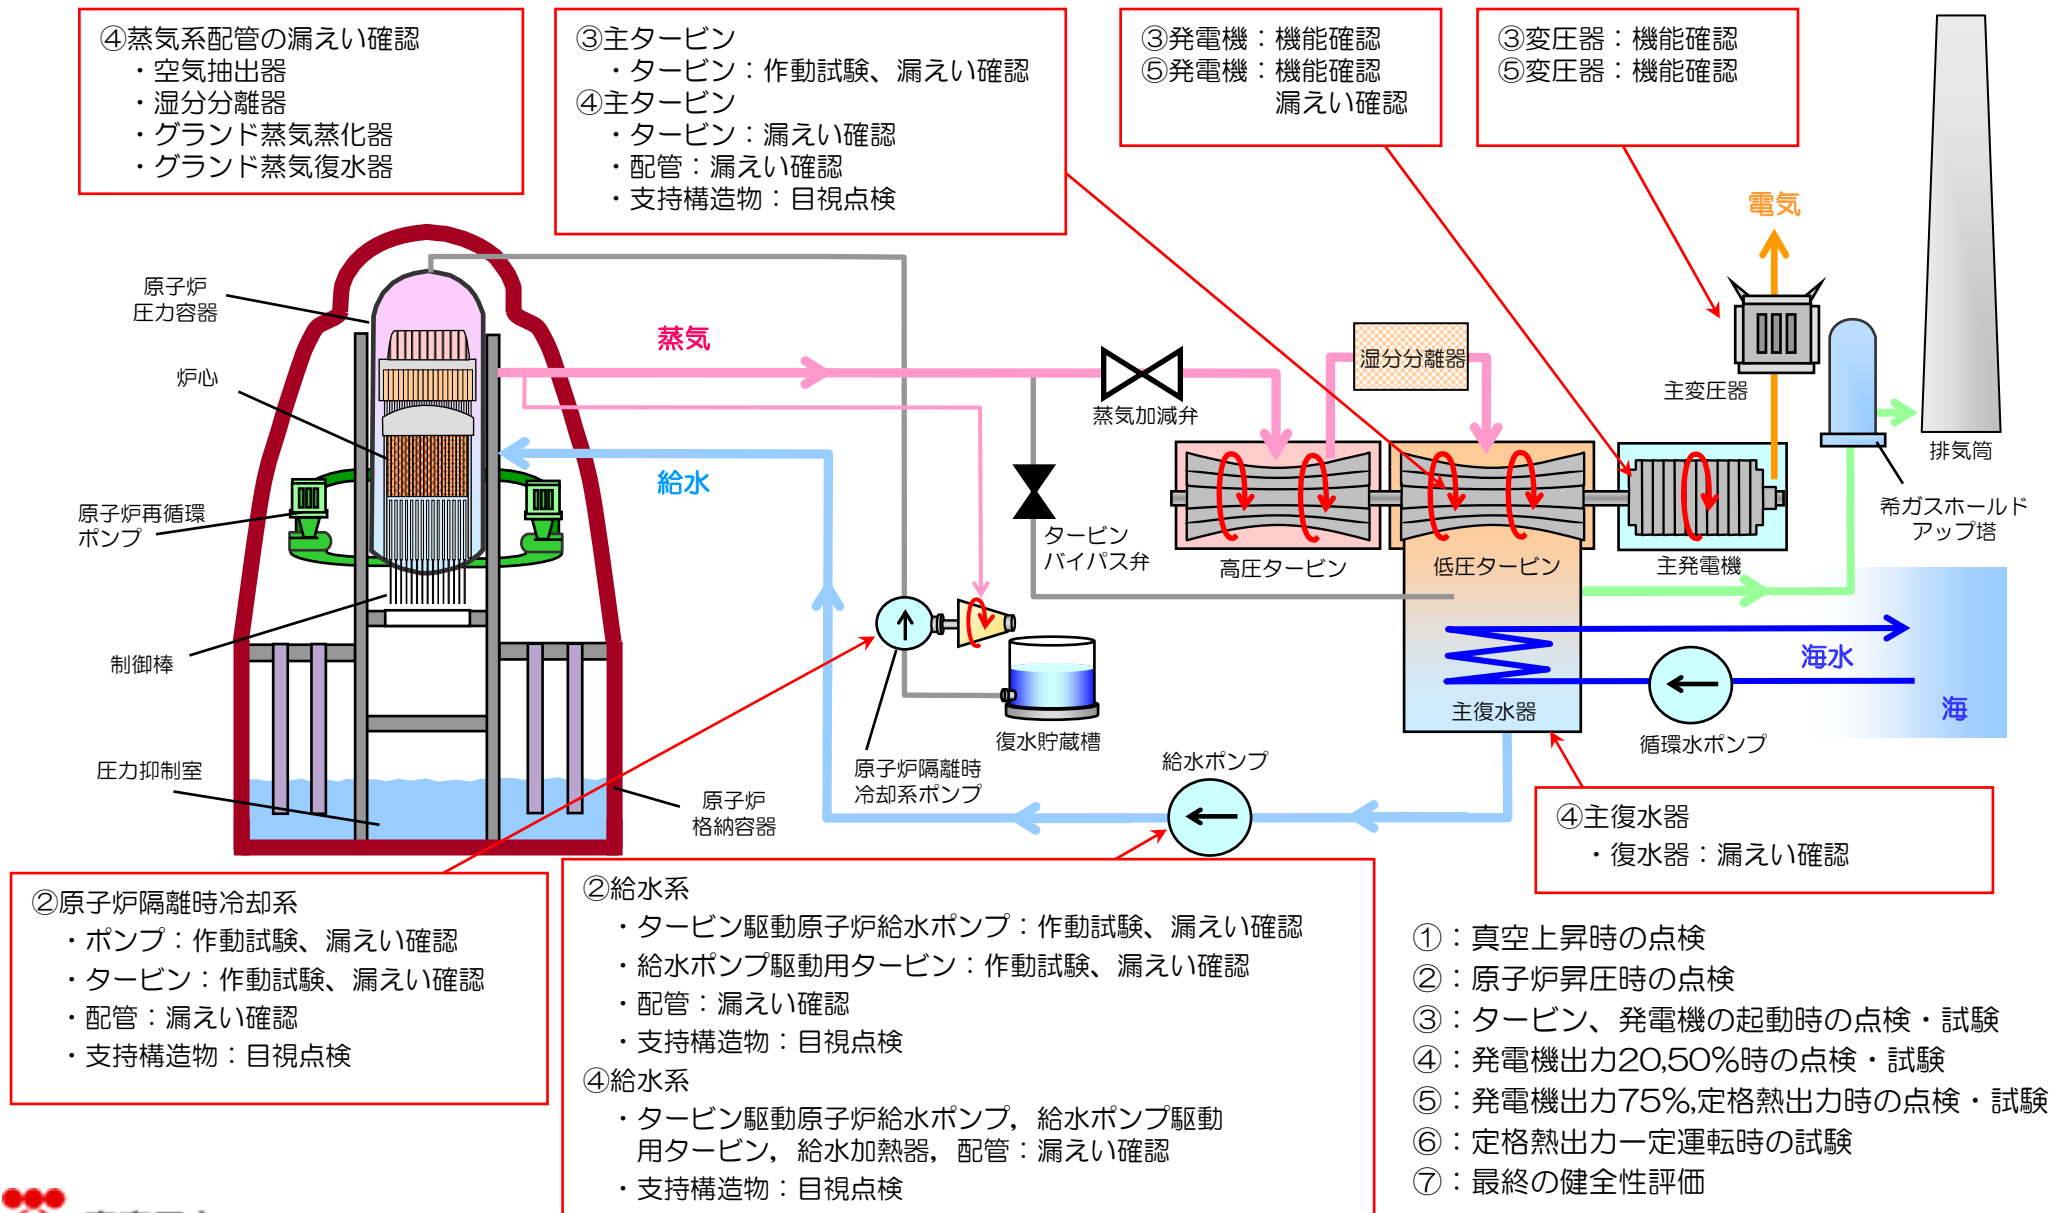 ④蒸気系配管の漏えい確認
・空気抽出器
・湿分分離器
・グランド蒸気蒸化器
・グランド蒸気復水器
③主タービン
・タービン：作動試験、漏えい確認
④主タービン
・タービン：漏えい確認
・配管：漏えい確認
・支持構造物：目視点検
③発電機：機能確認
⑤発電機：機能確認
漏えい確認
③変圧器：機能確認
⑤変圧器：機能確認
電気
原子炉
圧力容器
蒸気
炉心
給水
原子炉再循環
ポンプ
制御棒
圧力抑制室
原子炉
格納容器
湿分分離器
蒸気加減弁
タービン
バイパス弁
高圧タービン
低圧タービン
主発電機
主変圧器
排気筒
希ガスホールド
アップ塔
海水
海
主復水器
循環水ポンプ
復水貯蔵槽
原子炉隔離時
冷却系ポンプ
給水ポンプ
④主復水器
・復水器：漏えい確認
②原子炉隔離時冷却系
・ポンプ：作動試験、漏えい確認
・タービン：作動試験、漏えい確認
・配管：漏えい確認
・支持構造物：目視点検
②給水系
・タービン駆動原子炉給水ポンプ：作動試験、漏えい確認
・給水ポンプ駆動用タービン：作動試験、漏えい確認
・配管：漏えい確認
・支持構造物：目視点検
④給水系
・タービン駆動原子炉給水ポンプ，給水ポンプ駆動
用タービン，給水加熱器，配管：漏えい確認
・支持構造物：目視点検
①：真空上昇時の点検
②：原子炉昇圧時の点検
③：タービン、発電機の起動時の点検・試験
④：発電機出力20,50%時の点検・試験
⑤：発電機出力75%,定格熱出力時の点検・試験
⑥：定格熱出力一定運転時の試験
⑦：最終の健全性評価